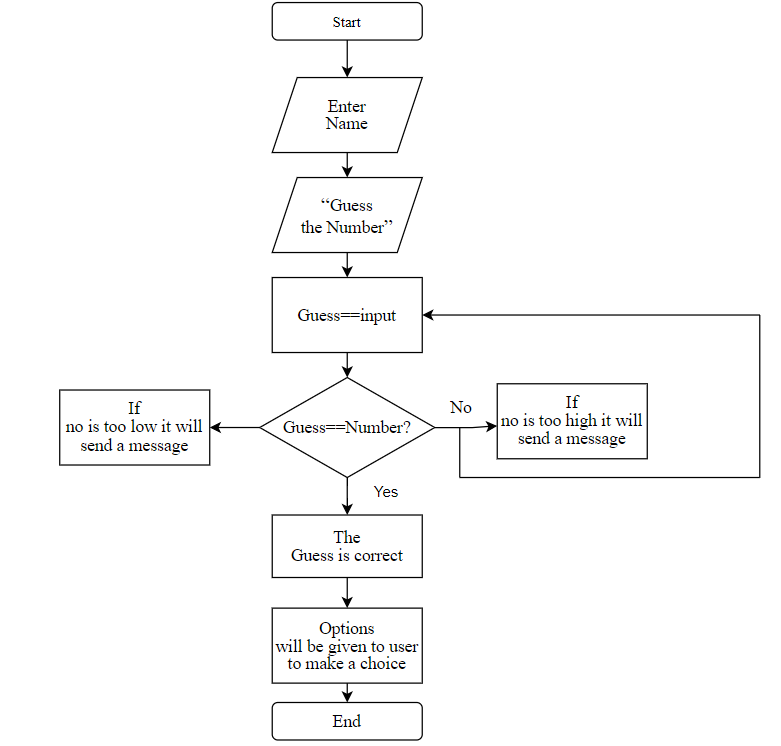 Start
Enter
Name
“Guess
the Number”
Guess==input
If
no is too low it will
send a message
Guess==Number?
No
If
no is too high it will
send a message
Yes
The
Guess is correct
Options
will be given to user
to make a choice
End